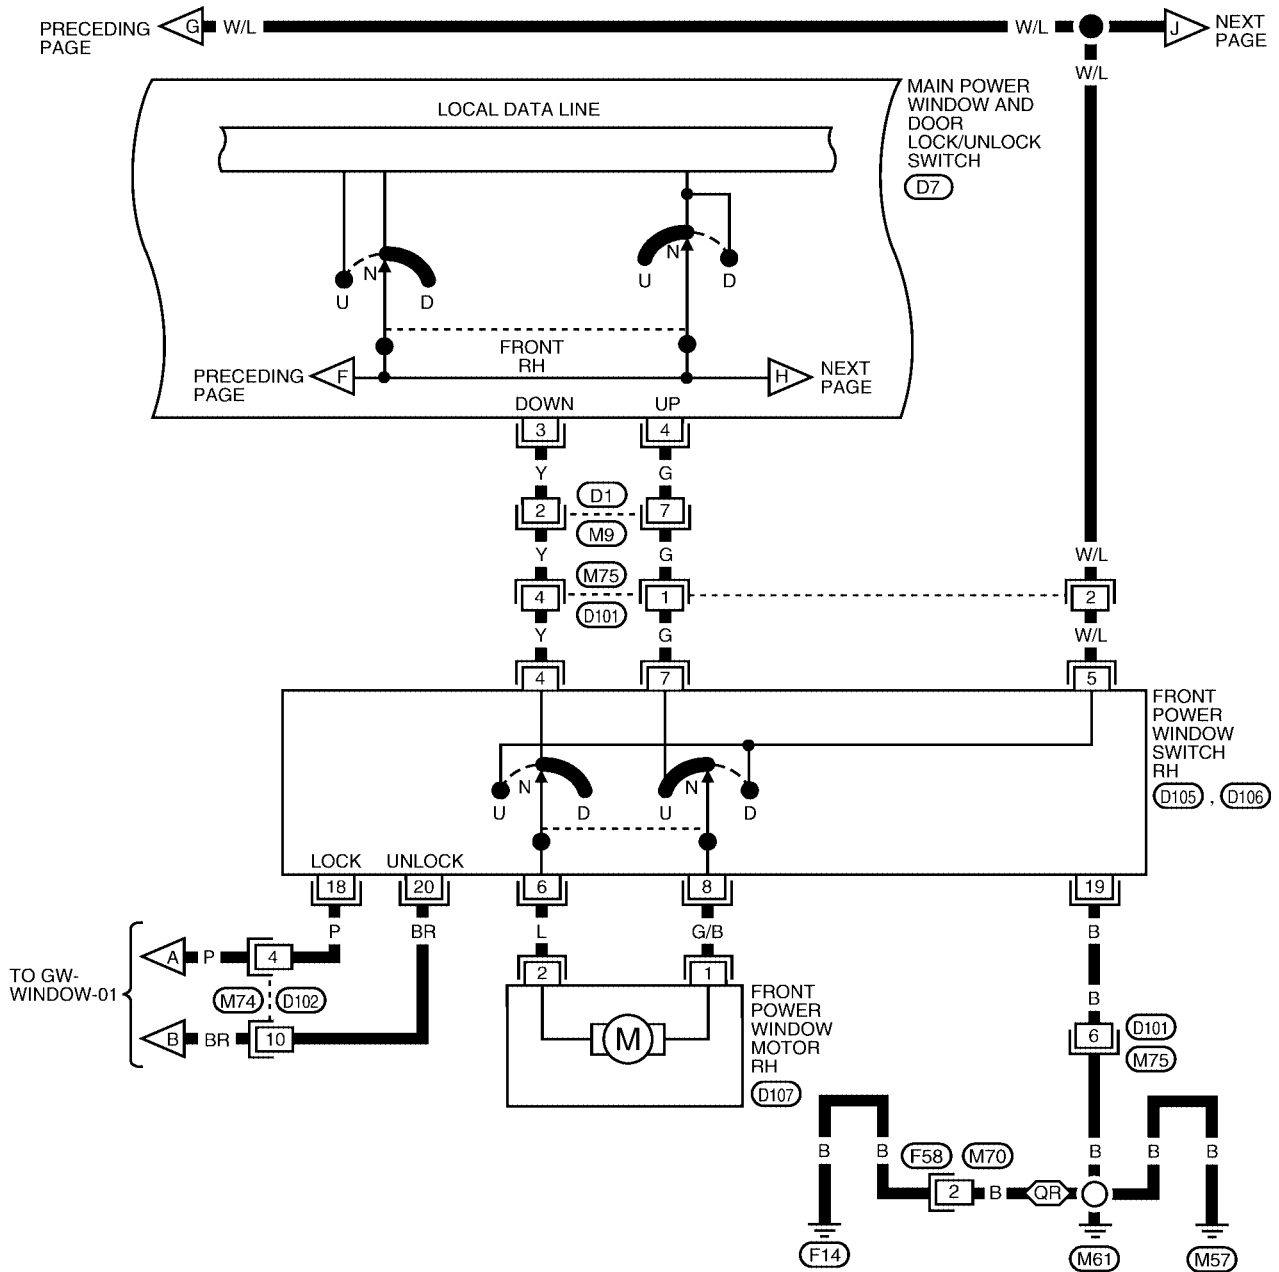 PRECEDING
PAGE
G
W/L
W/L
J
NEXT
PAGE
W/L
LOCAL DATA LINE
MAIN POWER
WINDOW AND
DOOR
LOCK/UNLOCK
SWITCH
D7
N
U
D
N
U
D
FRONT
RH
PRECEDING
PAGE
F
H
NEXT
PAGE
DOWN
UP
3
4
Y
G
D1
2
7
M9
Y
G
W/L
M75
4
1
2
D101
Y
G
W/L
4
7
5
FRONT
POWER
WINDOW
SWITCH
RH
D105 , D106
N
U
D
N
U
D
LOCK
UNLOCK
18
20
6
8
19
P
BR
L
G/B
B
TO GW-
WINDOW-01
A
P
4
M74
D102
B
BR
10
2
1
M
FRONT
POWER
WINDOW
MOTOR
RH
D107
B
6
D101
M75
B
B
F58
M70
B
B
B
2
B
QR
F14
M61
M57